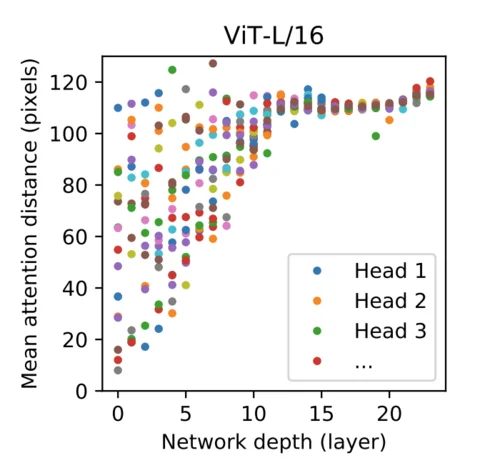 ViT-L/16
Mean attention distance (pixels)
120
100
80
60
40
20
0
Head 1
Head 2
Head 3
...
0 5 10 15 20
Network depth (layer)